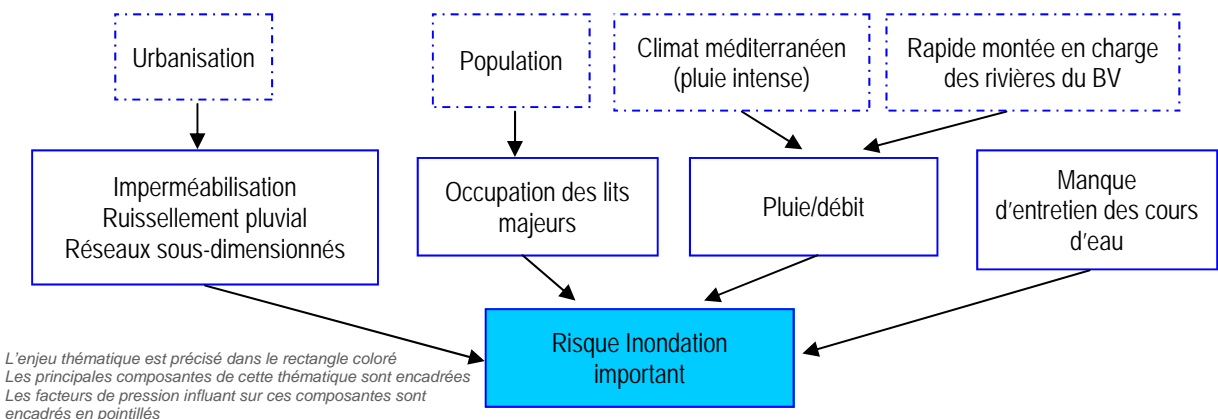 Urbanisation
Population
Climat méditerranéen
(pluie intense)
Rapide montée en charge
des rivières du BV
Imperméabilisation
Ruissellement pluvial
Réseaux sous-dimensionnés
Occupation des lits
majeurs
Pluie/débit
Manque
d'entretien des cours
d'eau
Risque Inondation
important
L'enjeu thématique est précisé dans le rectangle coloré
Les principales composantes de cette thématique sont encadrées
Les facteurs de pression influant sur ces composantes sont
encadrés en pointillés